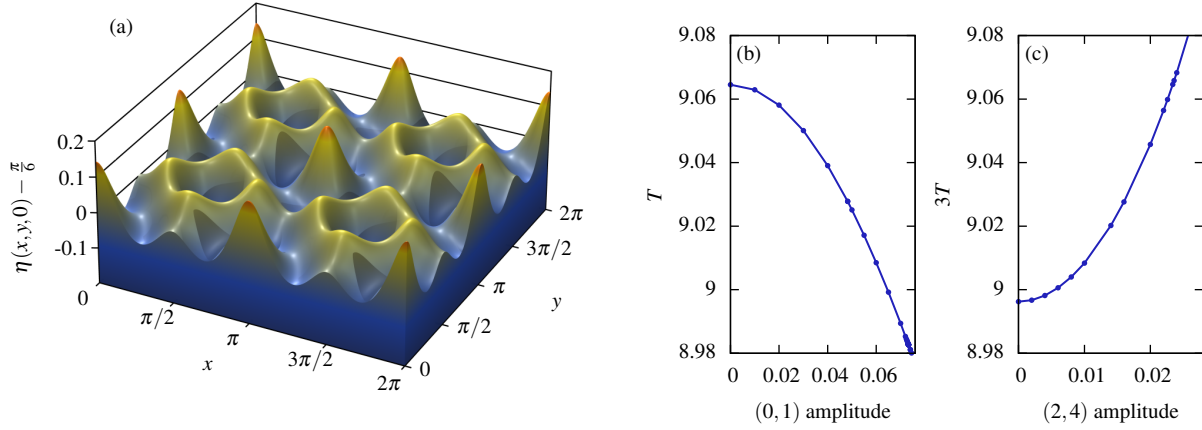 (a)
0.2
0.1
0
-0.1
η(x,y,0) − π/6
0
π/2
π
3π/2
2π
x
0
π/2
π
3π/2
2π
y
(b)
9.08
9.06
9.04
9.02
9
8.98
T
0 0.02 0.04 0.06
(0,1) amplitude
(c)
9.08
9.06
9.04
9.02
9
8.98
3T
0 0.01 0.02
(2,4) amplitude